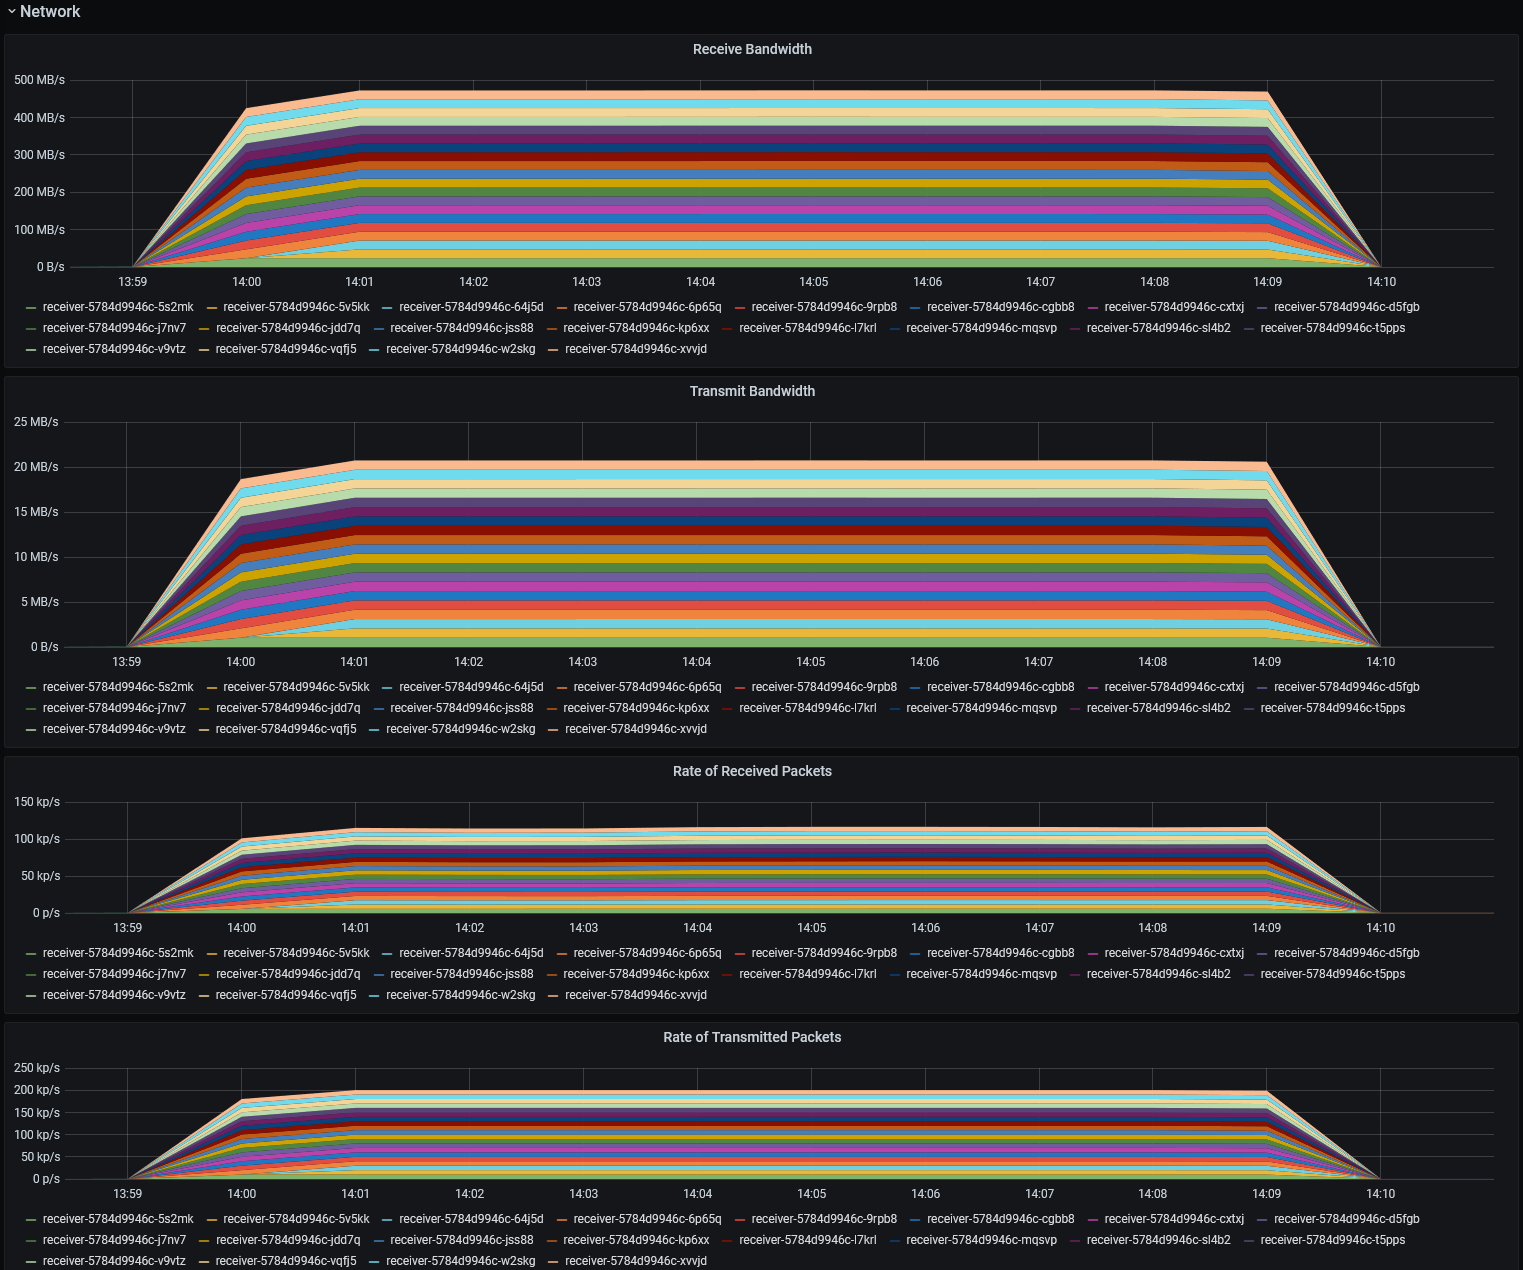 Network
Receive Bandwidth
500 MB/s
400 MB/s
300 MB/s
200 MB/s
100 MB/s
0 B/s
13:59 14:00 14:01 14:02 14:03 14:04 14:05 14:06 14:07 14:08 14:09 14:10
receiver-5784d9946c-5s2mk receiver-5784d9946c-5v5kk receiver-5784d9946c-64j5d receiver-5784d9946c-6p65q receiver-5784d9946c-9rpb8 receiver-5784d9946c-cgbb8 receiver-5784d9946c-cxtxj receiver-5784d9946c-d5fgb
receiver-5784d9946c-j7nv7 receiver-5784d9946c-jdd7q receiver-5784d9946c-jss88 receiver-5784d9946c-kp6xx receiver-5784d9946c-l7krl receiver-5784d9946c-mqsvp receiver-5784d9946c-sl4b2 receiver-5784d9946c-t5pps
receiver-5784d9946c-v9vtz receiver-5784d9946c-vqfj5 receiver-5784d9946c-w2skg receiver-5784d9946c-xvvjd
Transmit Bandwidth
25 MB/s
20 MB/s
15 MB/s
10 MB/s
5 MB/s
0 B/s
13:59 14:00 14:01 14:02 14:03 14:04 14:05 14:06 14:07 14:08 14:09 14:10
receiver-5784d9946c-5s2mk receiver-5784d9946c-5v5kk receiver-5784d9946c-64j5d receiver-5784d9946c-6p65q receiver-5784d9946c-9rpb8 receiver-5784d9946c-cgbb8 receiver-5784d9946c-cxtxj receiver-5784d9946c-d5fgb
receiver-5784d9946c-j7nv7 receiver-5784d9946c-jdd7q receiver-5784d9946c-jss88 receiver-5784d9946c-kp6xx receiver-5784d9946c-l7krl receiver-5784d9946c-mqsvp receiver-5784d9946c-sl4b2 receiver-5784d9946c-t5pps
receiver-5784d9946c-v9vtz receiver-5784d9946c-vqfj5 receiver-5784d9946c-w2skg receiver-5784d9946c-xvvjd
Rate of Received Packets
150 kp/s
100 kp/s
50 kp/s
0 p/s
13:59 14:00 14:01 14:02 14:03 14:04 14:05 14:06 14:07 14:08 14:09 14:10
receiver-5784d9946c-5s2mk receiver-5784d9946c-5v5kk receiver-5784d9946c-64j5d receiver-5784d9946c-6p65q receiver-5784d9946c-9rpb8 receiver-5784d9946c-cgbb8 receiver-5784d9946c-cxtxj receiver-5784d9946c-d5fgb
receiver-5784d9946c-j7nv7 receiver-5784d9946c-jdd7q receiver-5784d9946c-jss88 receiver-5784d9946c-kp6xx receiver-5784d9946c-l7krl receiver-5784d9946c-mqsvp receiver-5784d9946c-sl4b2 receiver-5784d9946c-t5pps
receiver-5784d9946c-v9vtz receiver-5784d9946c-vqfj5 receiver-5784d9946c-w2skg receiver-5784d9946c-xvvjd
Rate of Transmitted Packets
250 kp/s
200 kp/s
150 kp/s
100 kp/s
50 kp/s
0 p/s
13:59 14:00 14:01 14:02 14:03 14:04 14:05 14:06 14:07 14:08 14:09 14:10
receiver-5784d9946c-5s2mk receiver-5784d9946c-5v5kk receiver-5784d9946c-64j5d receiver-5784d9946c-6p65q receiver-5784d9946c-9rpb8 receiver-5784d9946c-cgbb8 receiver-5784d9946c-cxtxj receiver-5784d9946c-d5fgb
receiver-5784d9946c-j7nv7 receiver-5784d9946c-jdd7q receiver-5784d9946c-jss88 receiver-5784d9946c-kp6xx receiver-5784d9946c-l7krl receiver-5784d9946c-mqsvp receiver-5784d9946c-sl4b2 receiver-5784d9946c-t5pps
receiver-5784d9946c-v9vtz receiver-5784d9946c-vqfj5 receiver-5784d9946c-w2skg receiver-5784d9946c-xvvjd